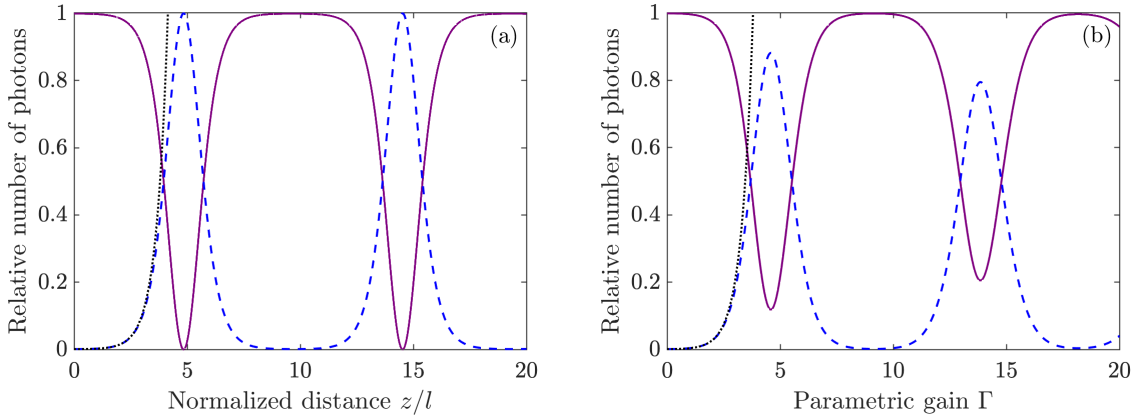 Relative number of photons
1
0.8
0.6
0.4
0.2
0
(a)
0 5 10 15 20
Normalized distance z/l
Relative number of photons
1
0.8
0.6
0.4
0.2
0
(b)
0 5 10 15 20
Parametric gain Γ